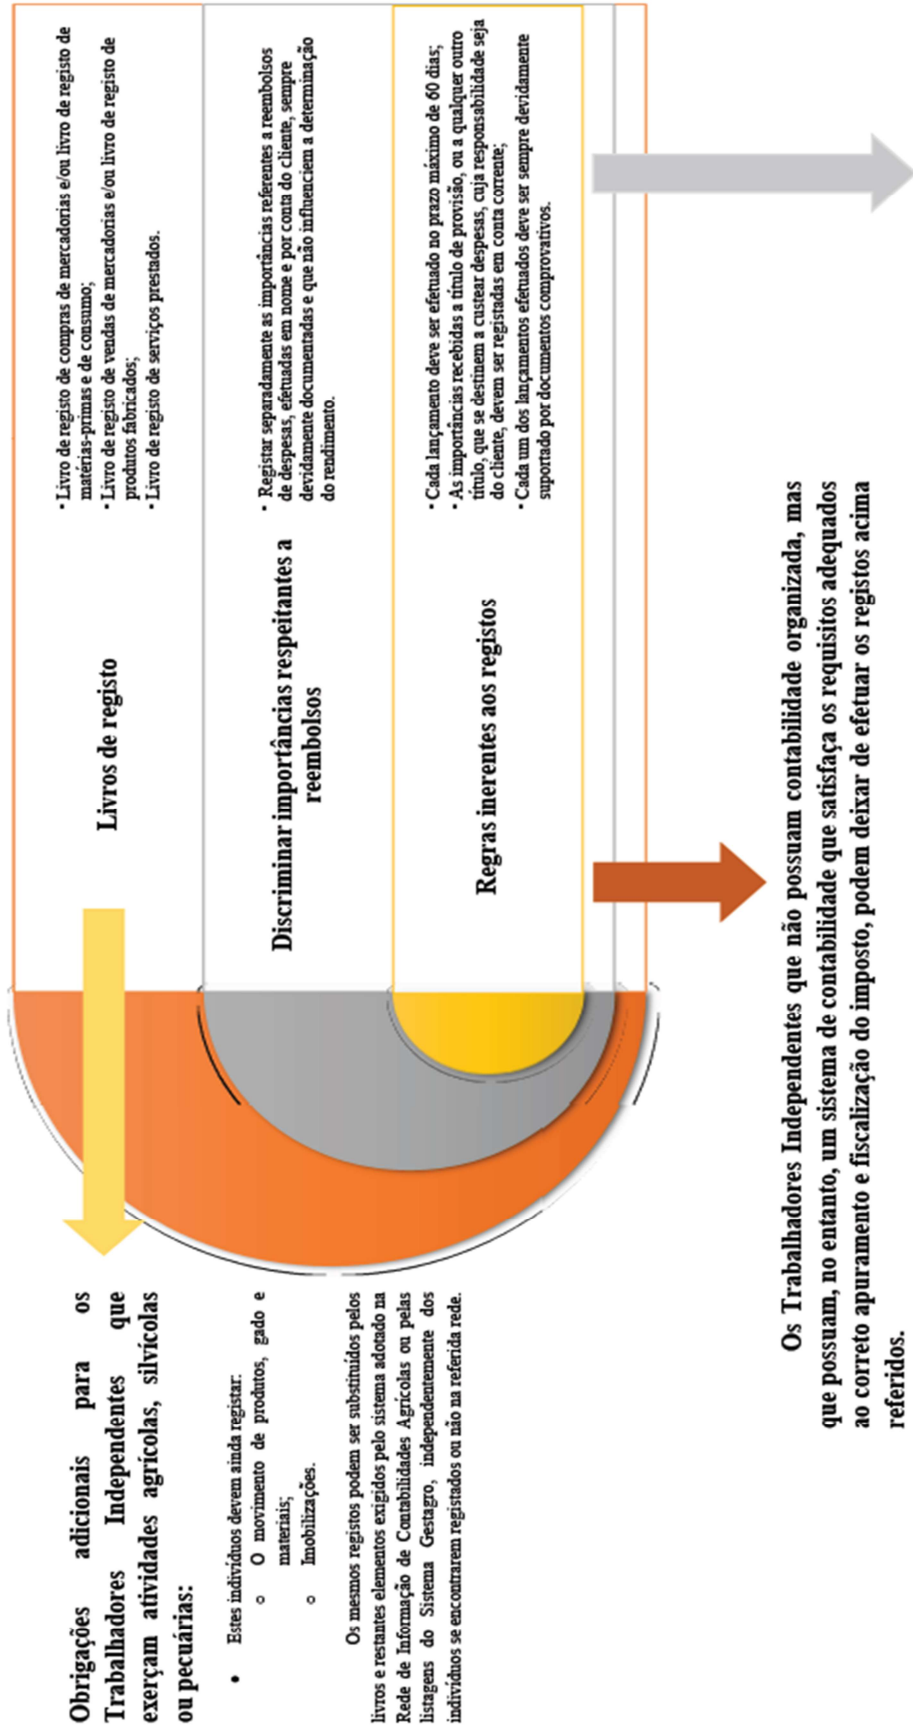 Livros de registo
• Livro de registo de compras de mercadorias e/ou livro de registo de
matérias-primas e de consumo;
• Livro de registo de vendas de mercadorias e/ou livro de registo de
produtos fabricados;
• Livro de registo de serviços prestados.
Discriminar importâncias respeitantes a
reembolsos
• Registar separadamente as importâncias referentes a reembolsos
de despesas, efetuadas em nome e por conta do cliente, sempre
devidamente documentadas e que não influenciem a determinação
do rendimento.
Regras inerentes aos registos
• Cada lançamento deve ser efetuado no prazo máximo de 60 dias;
• As importâncias recebidas a título de provisão, ou a qualquer outro
título, que se destinem a custear despesas, cuja responsabilidade seja
do cliente, devem ser registadas em conta corrente;
• Cada um dos lançamentos efetuados deve ser sempre devidamente
suportado por documentos comprovativos.
Obrigações adicionais para os
Trabalhadores Independentes que
exerçam atividades agrícolas, silvícolas
ou pecuárias:
• Estes indivíduos devem ainda registar:
o O movimento de produtos, gado e
materiais;
o Imobilizações.
Os mesmos registos podem ser substituídos pelos
livros e restantes elementos exigidos pelo sistema adotado na
Rede de Informação de Contabilidades Agrícolas ou pelas
listagens do Sistema Gestagro, independentemente dos
indivíduos se encontrarem registados ou não na referida rede.
Os Trabalhadores Independentes que não possuam contabilidade organizada, mas
que possuam, no entanto, um sistema de contabilidade que satisfaça os requisitos adequados
ao correto apuramento e fiscalização do imposto, podem deixar de efetuar os registos acima
referidos.